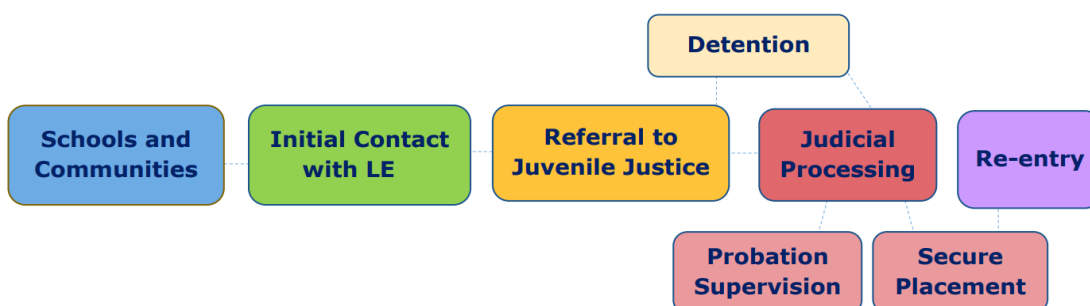 Detention
Schools and
Communities
Initial Contact
with LE
Referral to
Juvenile Justice
Judicial
Processing
Re-entry
Probation
Supervision
Secure
Placement